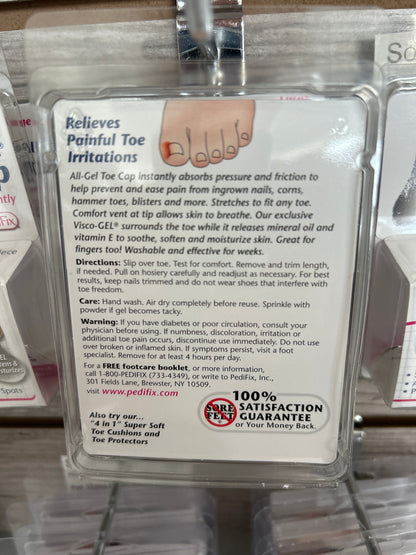 Relieves
Painful Toe
Irritations
All-Gel Toe Cap instantly absorbs pressure and friction to
help prevent and ease pain from ingrown nails, corns,
hammer toes, blisters and more. Stretches to fit any toe.
Comfort vent at tip allows skin to breathe. Our exclusive
Visco-GEL® surrounds the toe while it releases mineral oil and
vitamin E to soothe, soften and moisturize skin. Great for
fingers too! Washable and effective for weeks.
Directions: Slip over toe. Test for comfort. Remove and trim length,
if needed. Pull on hosiery carefully and readjust as necessary. For best
results, keep nails trimmed and do not wear shoes that interfere with
toe freedom.
Care: Hand wash. Air dry completely before reuse. Sprinkle with
powder if gel becomes tacky.
Warning: If you have diabetes or poor circulation, consult your
physician before using. If numbness, discoloration, irritation or
additional toe pain occurs, discontinue use immediately. Do not use
over broken or inflamed skin. If symptoms persist, visit a foot
specialist. Remove for at least 4 hours per day.
For a FREE footcare booklet, or more information,
call 1-800-PEDIFIX (733-4349), or write to PediFix, Inc.,
301 Fields Lane, Brewster, NY 10509.
visit www.pedifix.com
SORE
FEET
100%
SATISFACTION
GUARANTEE
or Your Money Back.
Also try our...
"4 in 1" Super Soft
Toe Cushions and
Toe Protectors
So
Spots